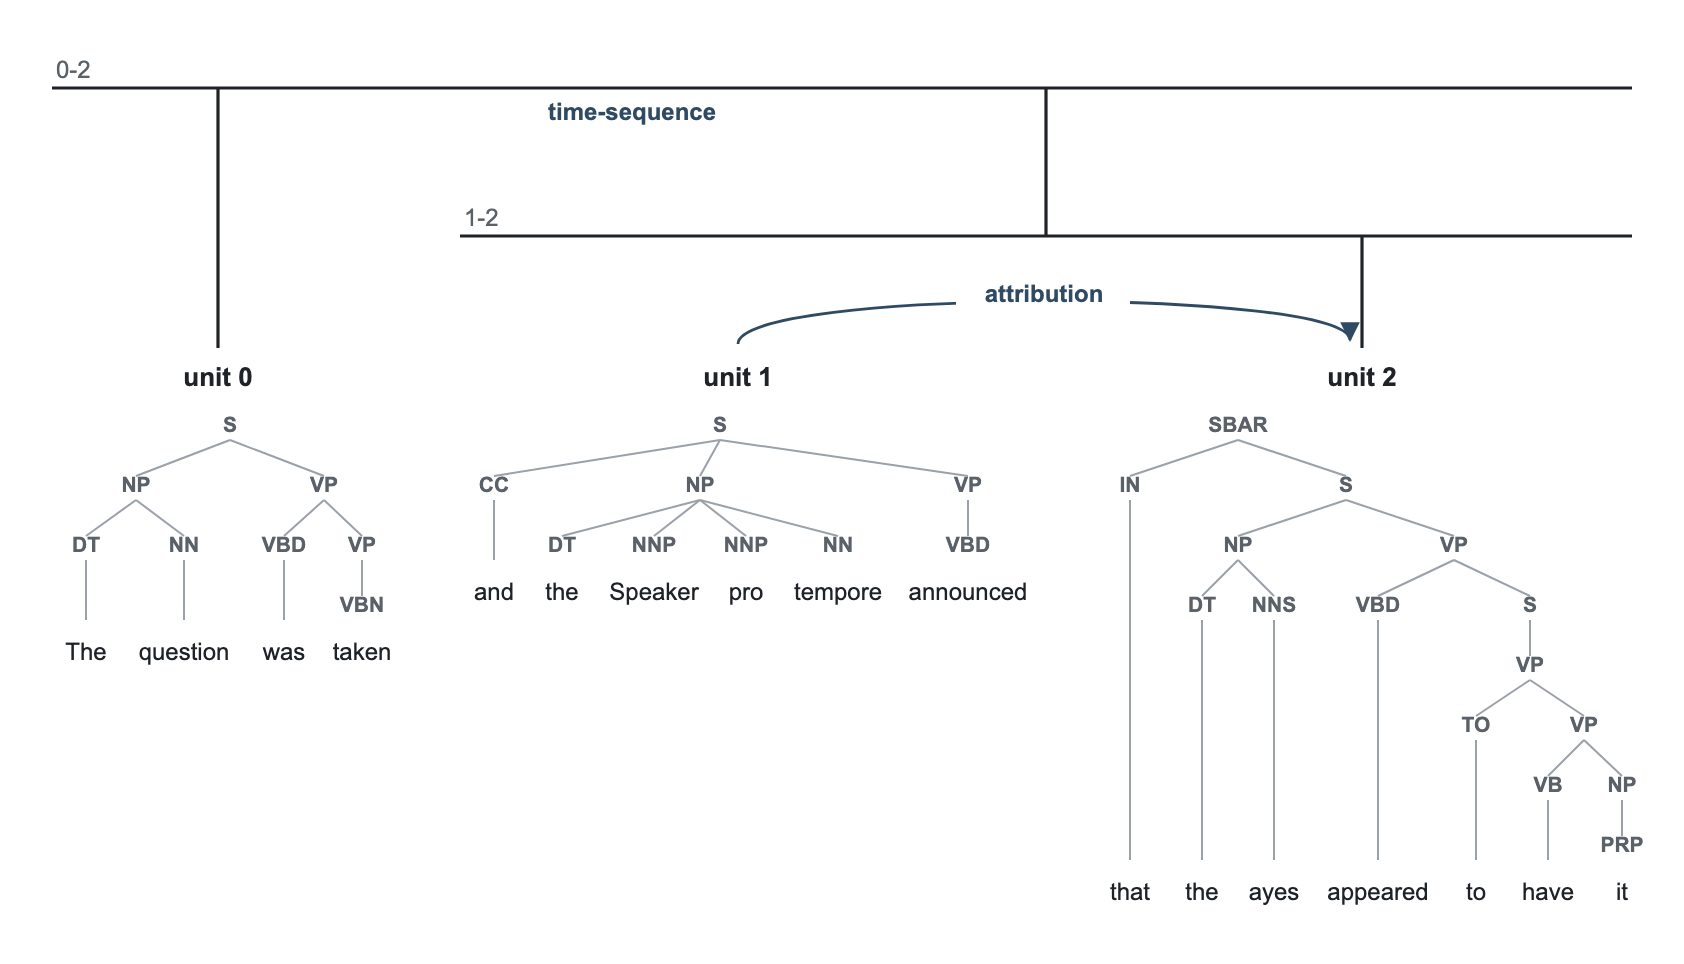 0-2
time-sequence
1-2
attribution
unit 0 unit 1 unit 2
S S SBAR
NP VP CC NP VP IN S
DT NN VBD VP DT NNP NNP NN VBD NP VP
and the Speaker pro tempore announced
VBN DT NNS VBD S
The question was taken
VP
TO VP
VB NP
PRP
that the ayes appeared to have it